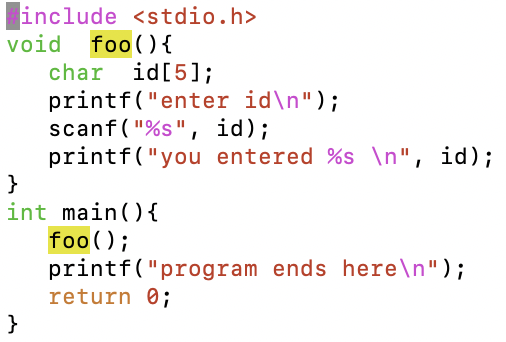 #include <stdio.h>
void  foo(){
   char  id[5];
   printf("enter id\n");
   scanf("%s", id);
   printf("you entered %s \n", id);
}
int main(){
   foo();
   printf("program ends here\n");
   return 0;
}